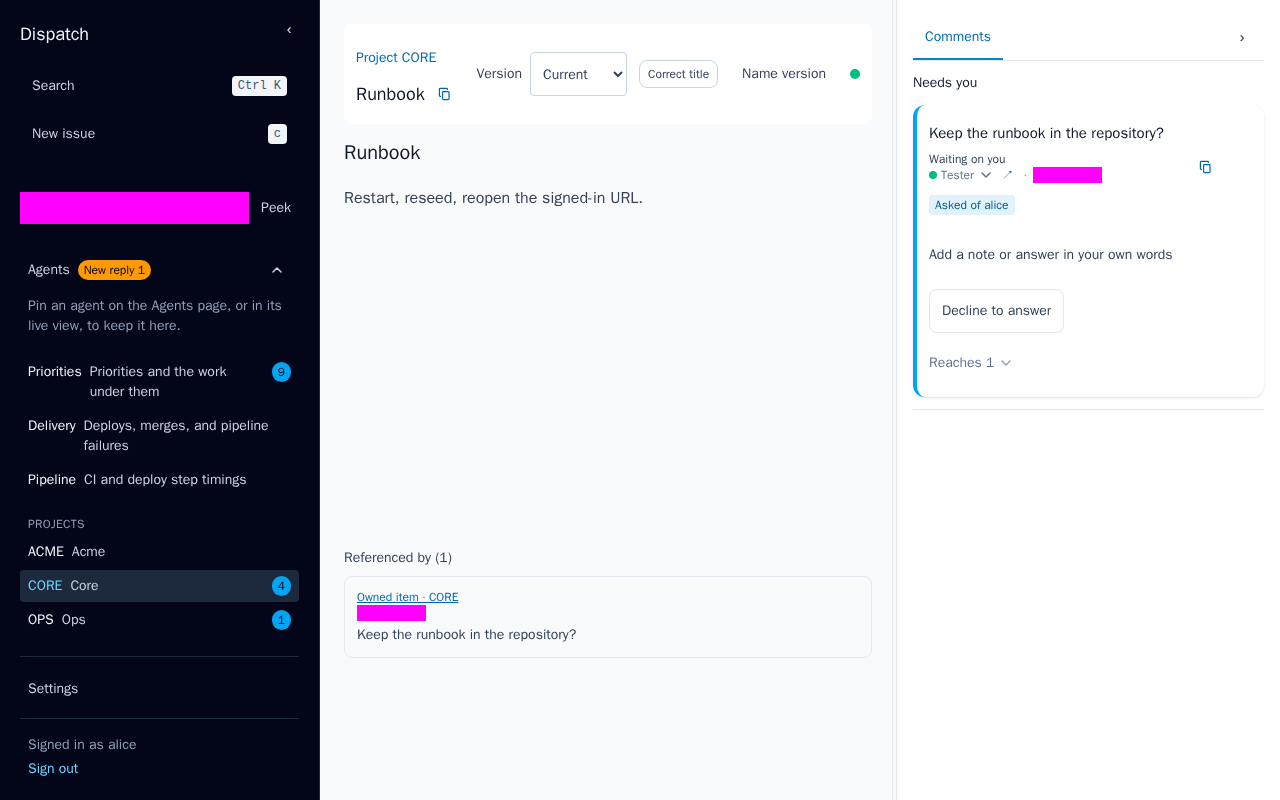 Dispatch
Search
Ctrl K
New issue
C
Peek
Agents
New reply 1
Pin an agent on the Agents page, or in its
live view, to keep it here.
Priorities
Priorities and the work
under them
9
Delivery
Deploys, merges, and pipeline
failures
Pipeline
CI and deploy step timings
PROJECTS
ACME Acme
CORE Core
4
OPS Ops
1
Settings
Signed in as alice
Sign out
Project CORE
Runbook
Version
Current
Correct title
Name version
Runbook
Restart, reseed, reopen the signed-in URL.
Referenced by (1)
Owned item · CORE
Keep the runbook in the repository?
Comments
Needs you
Keep the runbook in the repository?
Waiting on you
Tester
·
Asked of alice
Add a note or answer in your own words
Decline to answer
Reaches 1